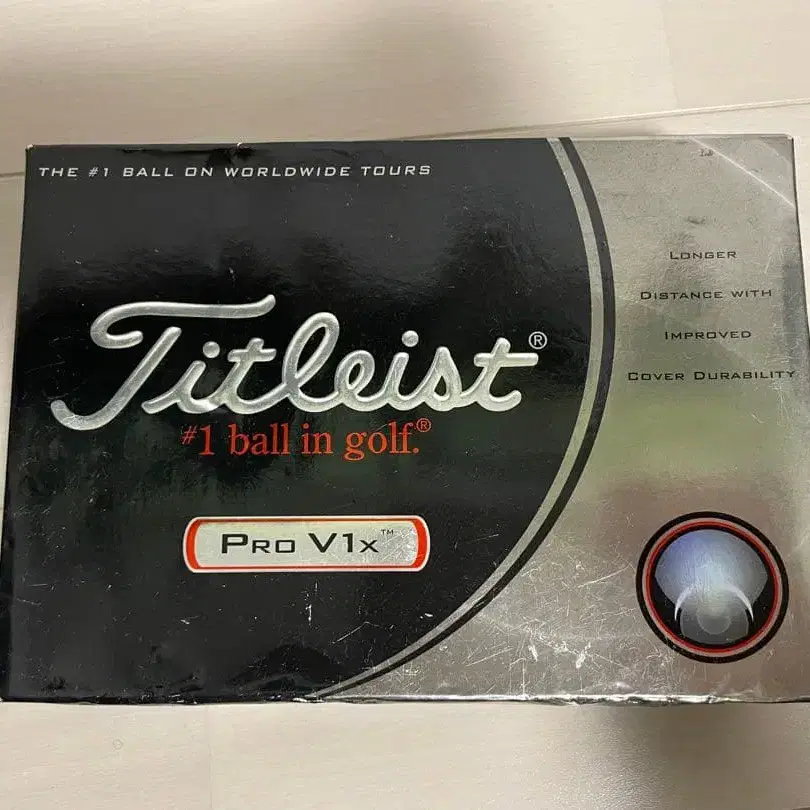 THE #1 BALL ON WORLDWIDE TOURS
Titleist®
#1 ball in golf.®
PRO V1x™
LONGER
DISTANCE WITH
IMPROVED
COVER DURABILITY